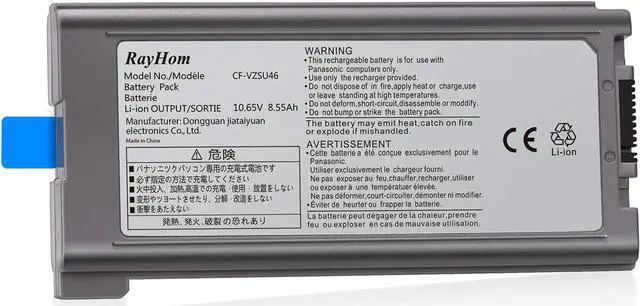 RayHom
Model No./Modèle CF-VZSU46
Battery Pack
Batterie
Li-ion OUTPUT/SORTIE 10.65V 8.55Ah
Manufacturer: Dongguan jiataiyuan
electronics Co., Ltd.
Made in China
⚠ 危険
•パナソニックパソコン専用の充電式電池です
•必ず指定の方法で充電してください
•火中投入、加熱、高温で充電・使用・放置をしない
•変形やツヨートさせたり、分解・改造をしない
•衝撃をあたえない
発熱、発火、破裂の恐れあり
WARNING
•This rechargeable battery is for use with
Panasonic computers only.
•Use only the recharger provided.
•Do not dispose of in fire, apply heat or charge,use
or leave standing at high temperatures.
•Do not deform,short-circuit,disassemble or modify.
•Do not bump or strike the battery pack.
The battery may emit heat,catch on fire
or explode if mishandled.
AVERTISSEMENT
•Cette batterie a été conçue exclusivement pour le
Panasonic.
Utiliser exclusivement le recharger.
Ne pas exposer au feu,chauffer,recharger,utiliser ou
exposer à une température élevée.
Ne pas déformer,court-circuiter,démonter ni modifier.
•Éviter de heurter ou frapper la batterie.
La batterie peut dégager de la chaleur, prendre feu
ou exploser en cas de mauvaise utilisation.
CE
Li-ion